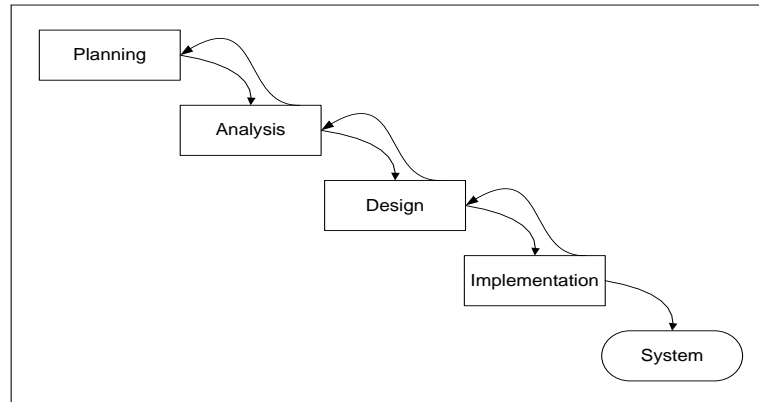 Planning
Analysis
Design
Implementation
System